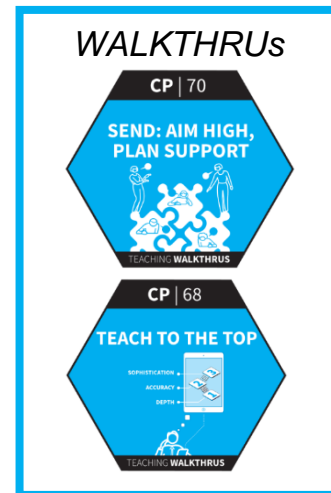 WALKTHRUs
CP | 70
SEND: AIM HIGH,
PLAN SUPPORT
TEACHING WALKTHRUS
CP | 68
TEACH TO THE TOP
SOPHISTICATION
ACCURACY
DEPTH
TEACHING WALKTHRUS